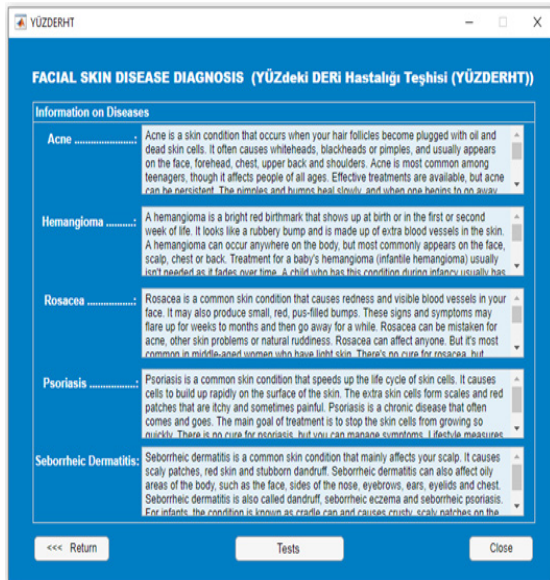 YÜZDERHT
FACIAL SKIN DISEASE DIAGNOSIS (YÜZdeki DERi Hastalığı Teşhisi (YÜZDERHT))
Information on Diseases
Acne ......................:
Acne is a skin condition that occurs when your hair follicles become plugged with oil and
dead skin cells. It often causes whiteheads, blackheads or pimples, and usually appears
on the face, forehead, chest, upper back and shoulders. Acne is most common among
teenagers, though it affects people of all ages. Effective treatments are available, but acne
can be persistent. The pimples and bumps heal slowly, and when one begins to go away
Hemangioma ..........:
A hemangioma is a bright red birthmark that shows up at birth or in the first or second
week of life. It looks like a rubbery bump and is made up of extra blood vessels in the skin.
A hemangioma can occur anywhere on the body, but most commonly appears on the face,
scalp, chest or back. Treatment for a baby's hemangioma (infantile hemangioma) usually
isn't needed as it fades over time. A child who has this condition during infancy usually has
Rosacea .................:
Rosacea is a common skin condition that causes redness and visible blood vessels in your
face. It may also produce small, red, pus-filled bumps. These signs and symptoms may
flare up for weeks to months and then go away for a while. Rosacea can be mistaken for
acne, other skin problems or natural ruddiness. Rosacea can affect anyone. But it's most
common in middle-aged women who have light skin. There's no cure for rosacea, but
Psoriasis .................:
Psoriasis is a common skin condition that speeds up the life cycle of skin cells. It causes
cells to build up rapidly on the surface of the skin. The extra skin cells form scales and red
patches that are itchy and sometimes painful. Psoriasis is a chronic disease that often
comes and goes. The main goal of treatment is to stop the skin cells from growing so
quickly. There is no cure for psoriasis, but you can manage symptoms. Lifestyle measures
Seborrheic Dermatitis:
Seborrheic dermatitis is a common skin condition that mainly affects your scalp. It causes
scaly patches, red skin and stubborn dandruff. Seborrheic dermatitis can also affect oily
areas of the body, such as the face, sides of the nose, eyebrows, ears, eyelids and chest.
Seborrheic dermatitis is also called dandruff, seborrheic eczema and seborrheic psoriasis.
For infants, the condition is known as cradle cap and causes crusty, scaly patches on the
<<< Return
Tests
Close